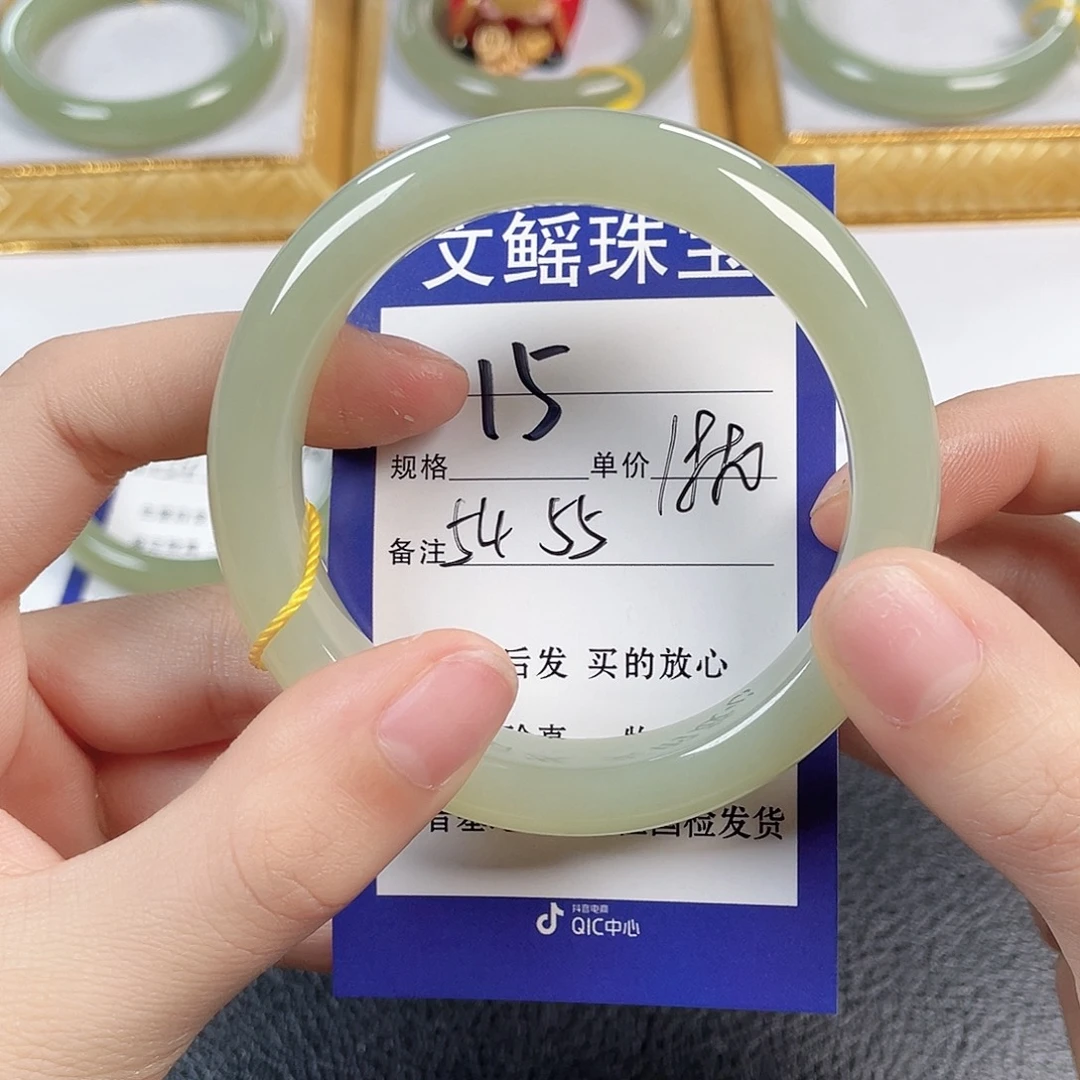 文鳐珠宝
15
规格 单价
备注 54 55
后发 买的放心
国检发货
抖音电商
QIC中心